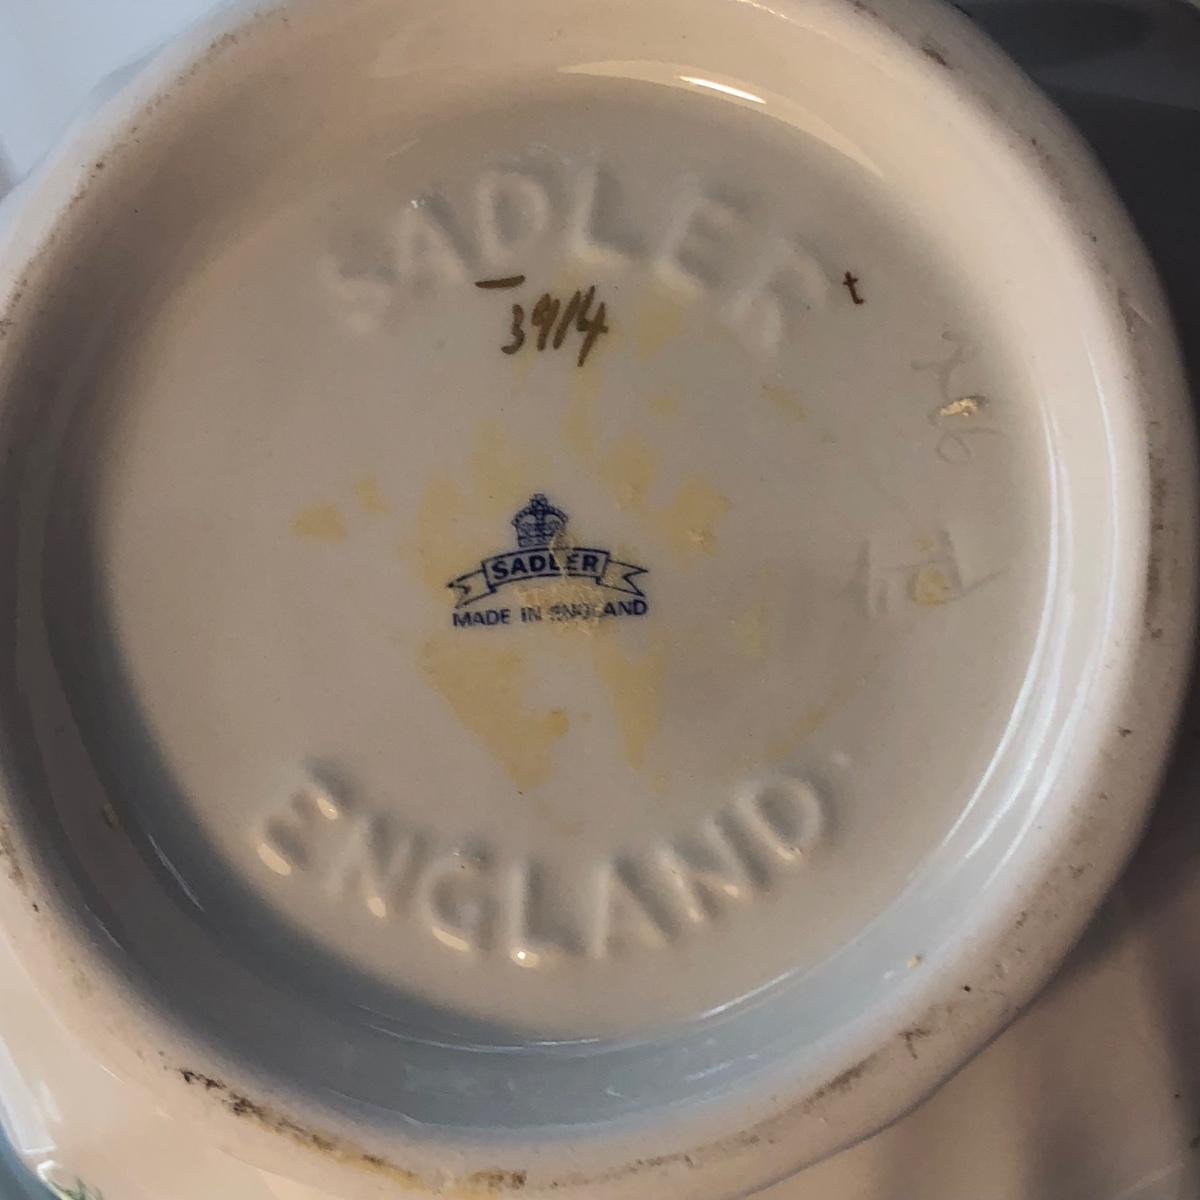 SADLER
t
3914
SADLER
MADE IN ENGLAND
ENGLAND